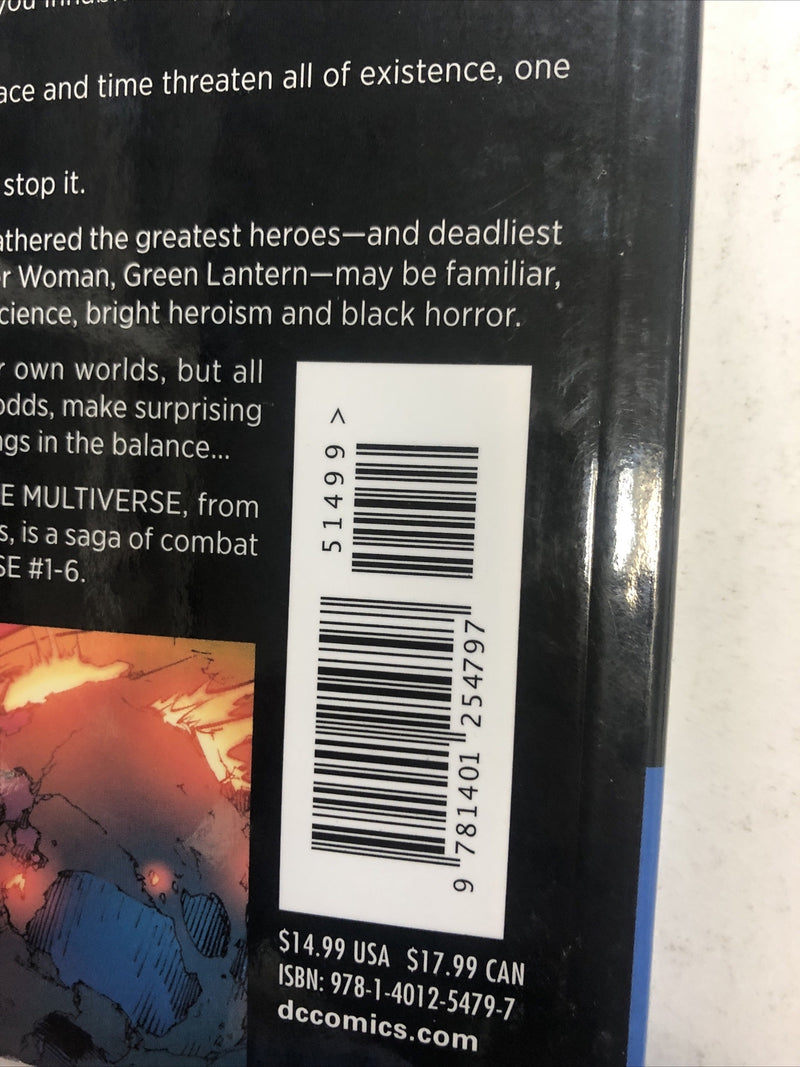 ace and time threaten all of existence, one
stop it.
athered the greatest heroes—and deadliest
r Woman, Green Lantern—may be familiar,
cience, bright heroism and black horror.
r own worlds, but all
odds, make surprising
ngs in the balance...
E MULTIVERSE, from
s, is a saga of combat
SE #1-6.
51499 >
9 781401 254797
$14.99 USA $17.99 CAN
ISBN: 978-1-4012-5479-7
dccomics.com